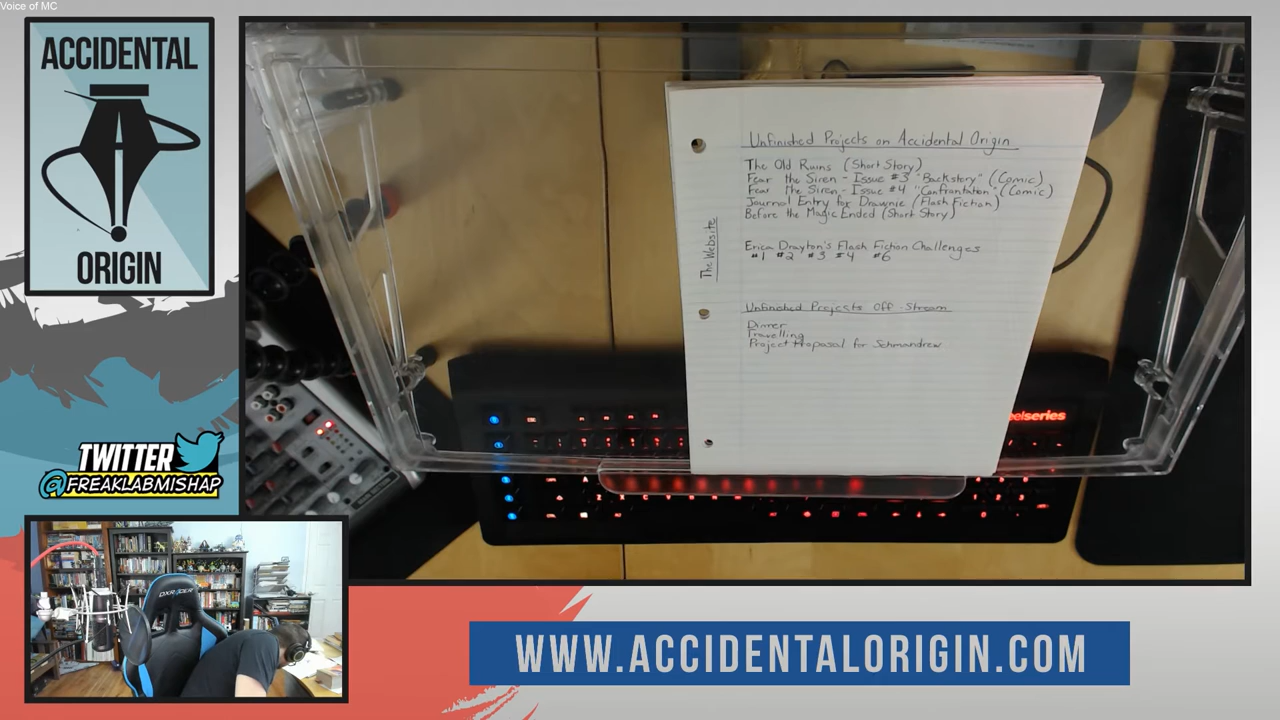 Voice of MC
ACCIDENTAL
ORIGIN
Unfinished Projects on Accidental Origin
The Old Ruins (Short Story)
Fear the Siren - Issue #3 "Backstory" (Comic)
Fear the Siren - Issue #4 "Confrontation" (Comic)
Journal Entry for Drawnie (Flash Fiction)
Before the Magic Ended (Short Story)
The Website
Erica Drayton's Flash Fiction Challenges
#1 #2 #3 #4 #6
Unfinished Projects Off-Stream
Dinner
Travelling
Project Proposal for Schmandrew
steelseries
TWITTER
@FREAKLABMISHAP
DXRACER
WWW.ACCIDENTALORIGIN.COM